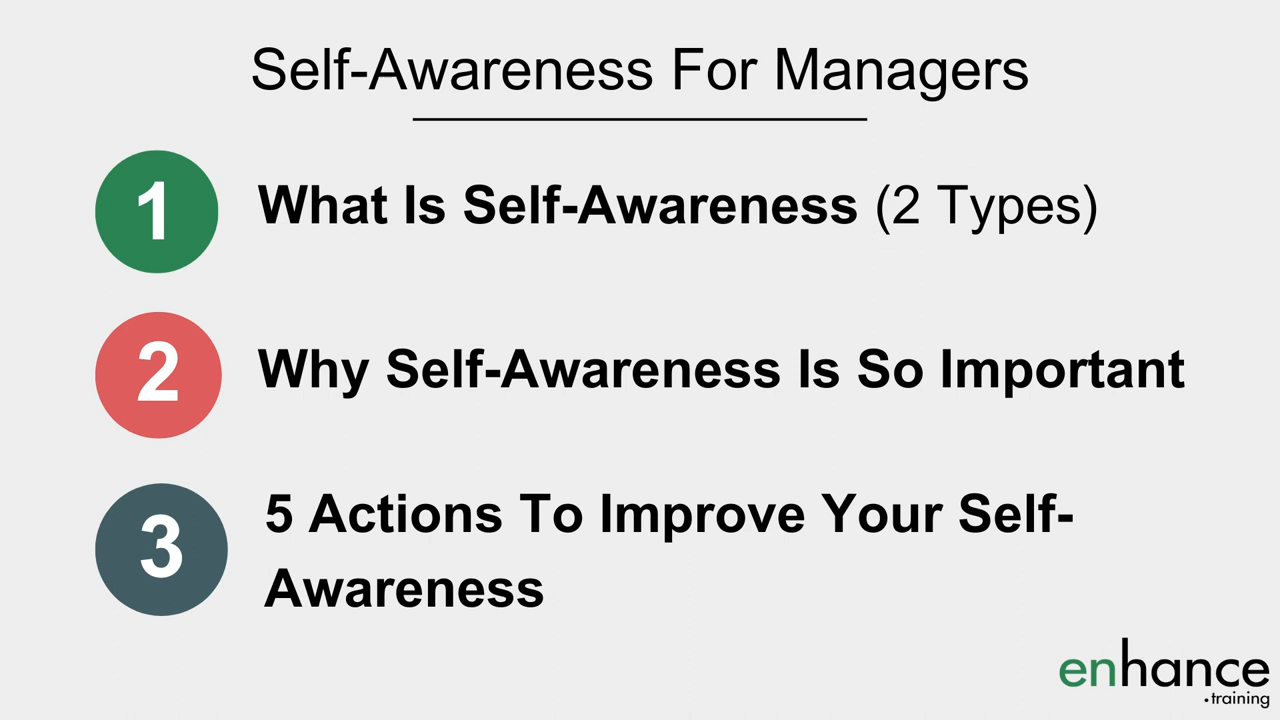 Self-Awareness For Managers
1
What Is Self-Awareness (2 Types)
2
Why Self-Awareness Is So Important
3
5 Actions To Improve Your Self-
Awareness
enhance
.training